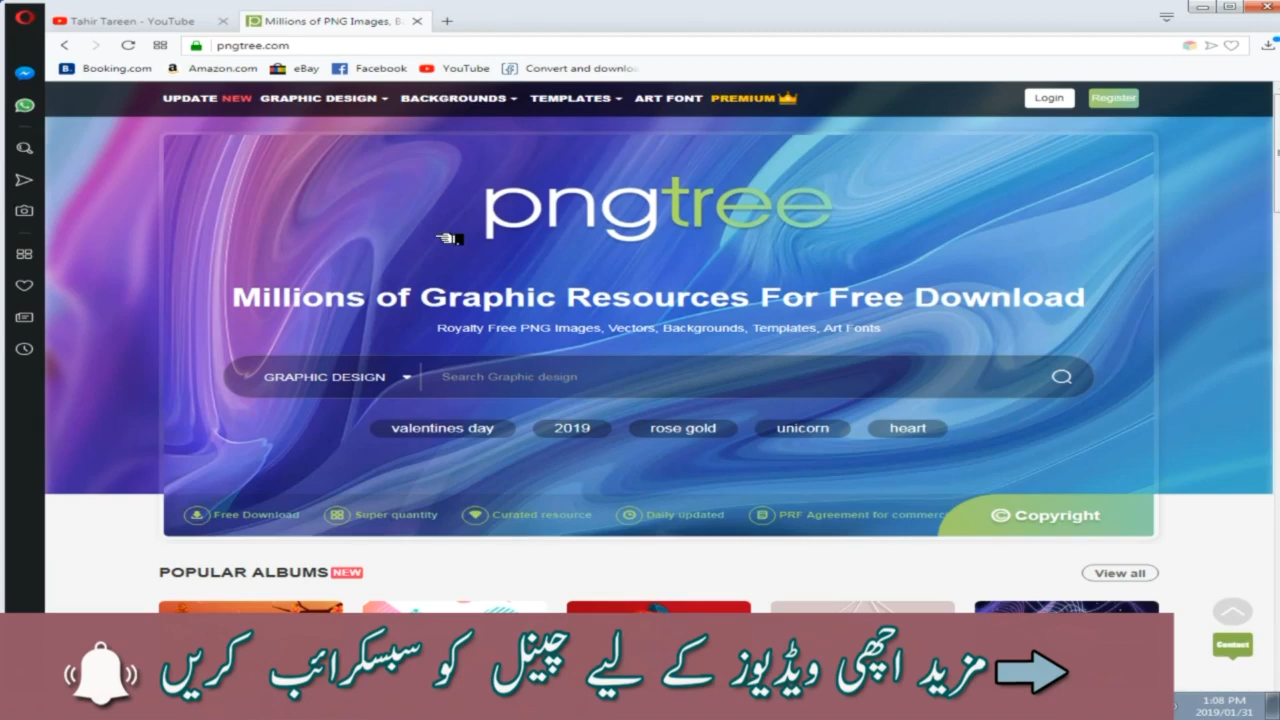 Tahir Tareen - YouTube
Millions of PNG Images, B
pngtree.com
Booking.com Amazon.com eBay Facebook YouTube Convert and downlo
UPDATE NEW GRAPHIC DESIGN BACKGROUNDS TEMPLATES ART FONT PREMIUM Login Register
pngtree
Millions of Graphic Resources For Free Download
Royalty Free PNG Images, Vectors, Backgrounds, Templates, Art Fonts
GRAPHIC DESIGN Search Graphic design
valentines day 2019 rose gold unicorn heart
Free Download Super quantity Curated resource Daily updated PRF Agreement for commerc © Copyright
POPULAR ALBUMS NEW View all
Contact
مزید اچھی ویڈیوز کے لیے چینل کو سبسکرائب کریں
1:08 PM
2019/01/31